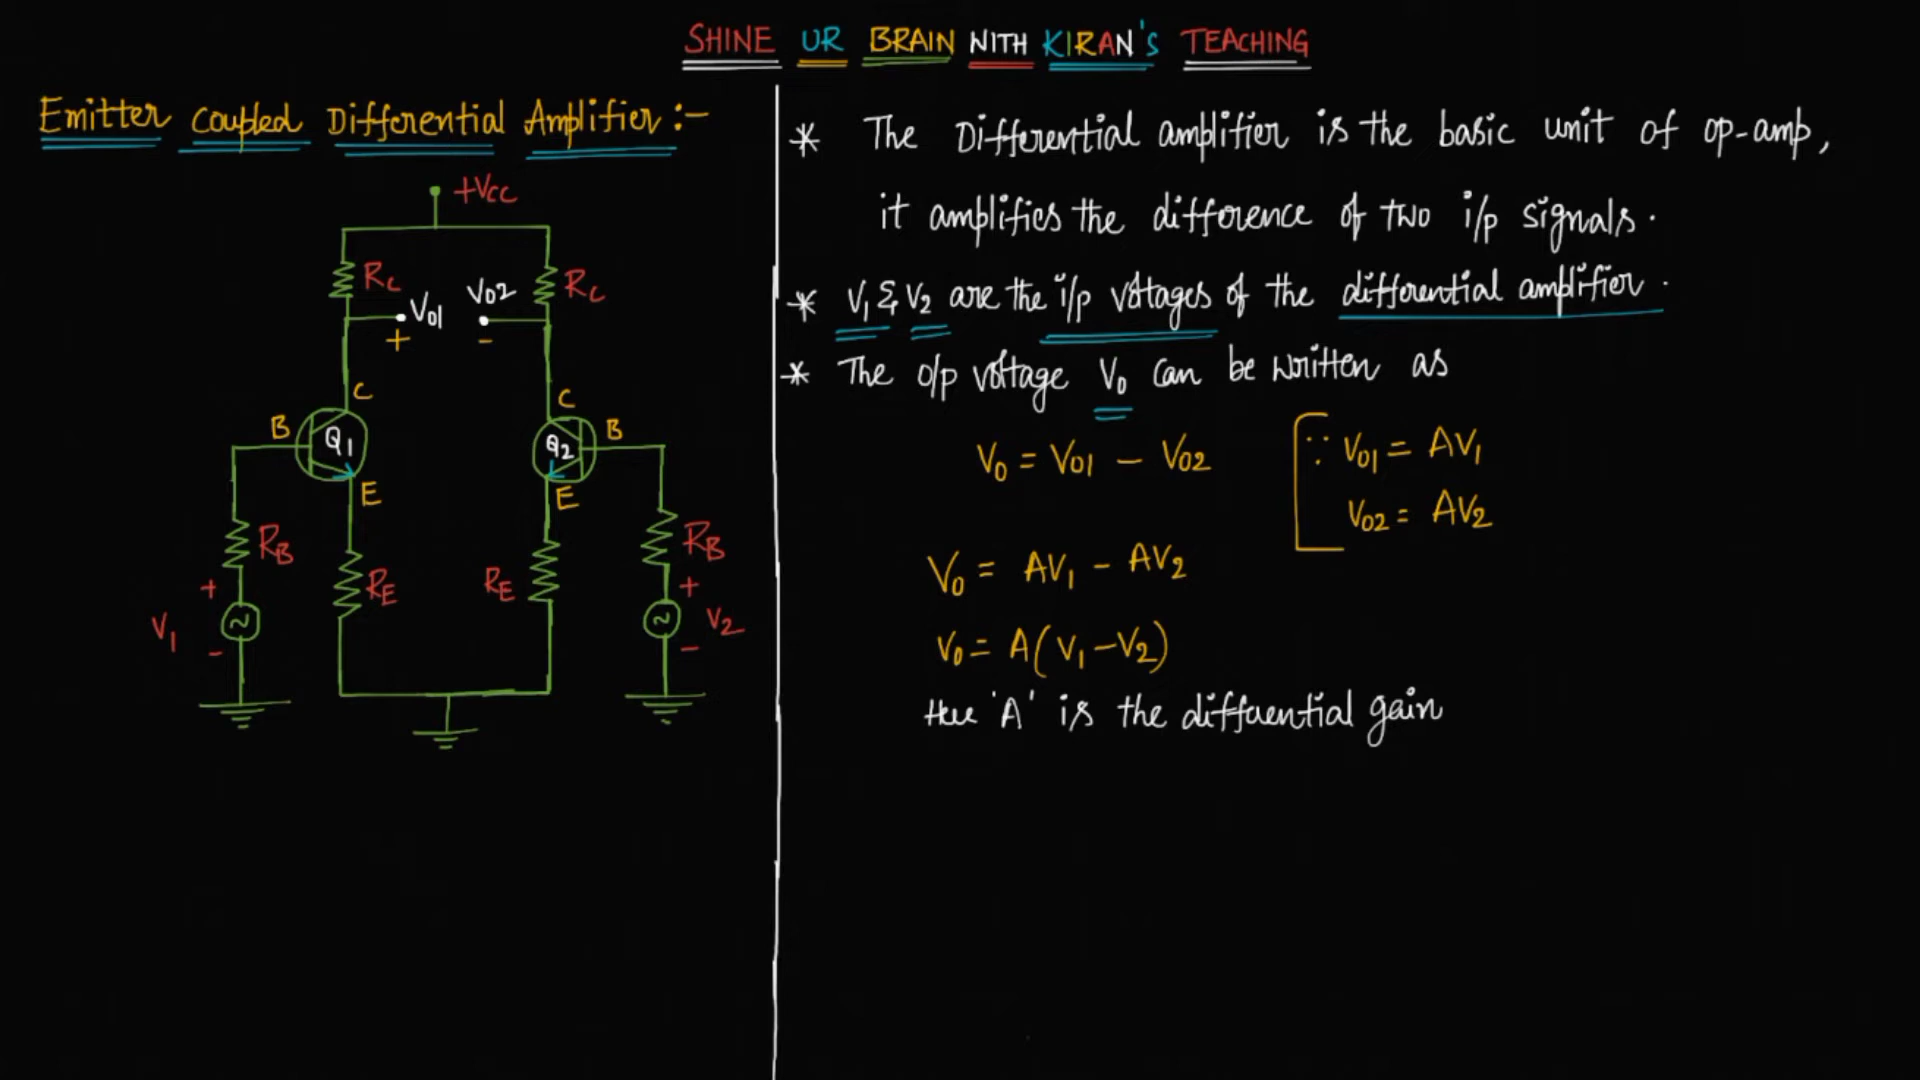 SHINE UR BRAIN WITH KIRAN's TEACHING
Emitter Coupled Differential Amplifier :-
+VCC
RC
V01
V02
RC
+
-
C
C
B
Q1
Q2
B
E
E
RB
RE
RE
RB
+
V1
-
+
V2
-
* The Differential amplifier is the basic unit of op-amp,
it amplifies the difference of two i/p signals.
* V1 & V2 are the i/p voltages of the differential amplifier.
* The o/p voltage V0 can be written as
V0 = V01 - V02
∵ V01 = AV1
V02 = AV2
V0 = AV1 - AV2
V0 = A(V1-V2)
Here 'A' is the differential gain